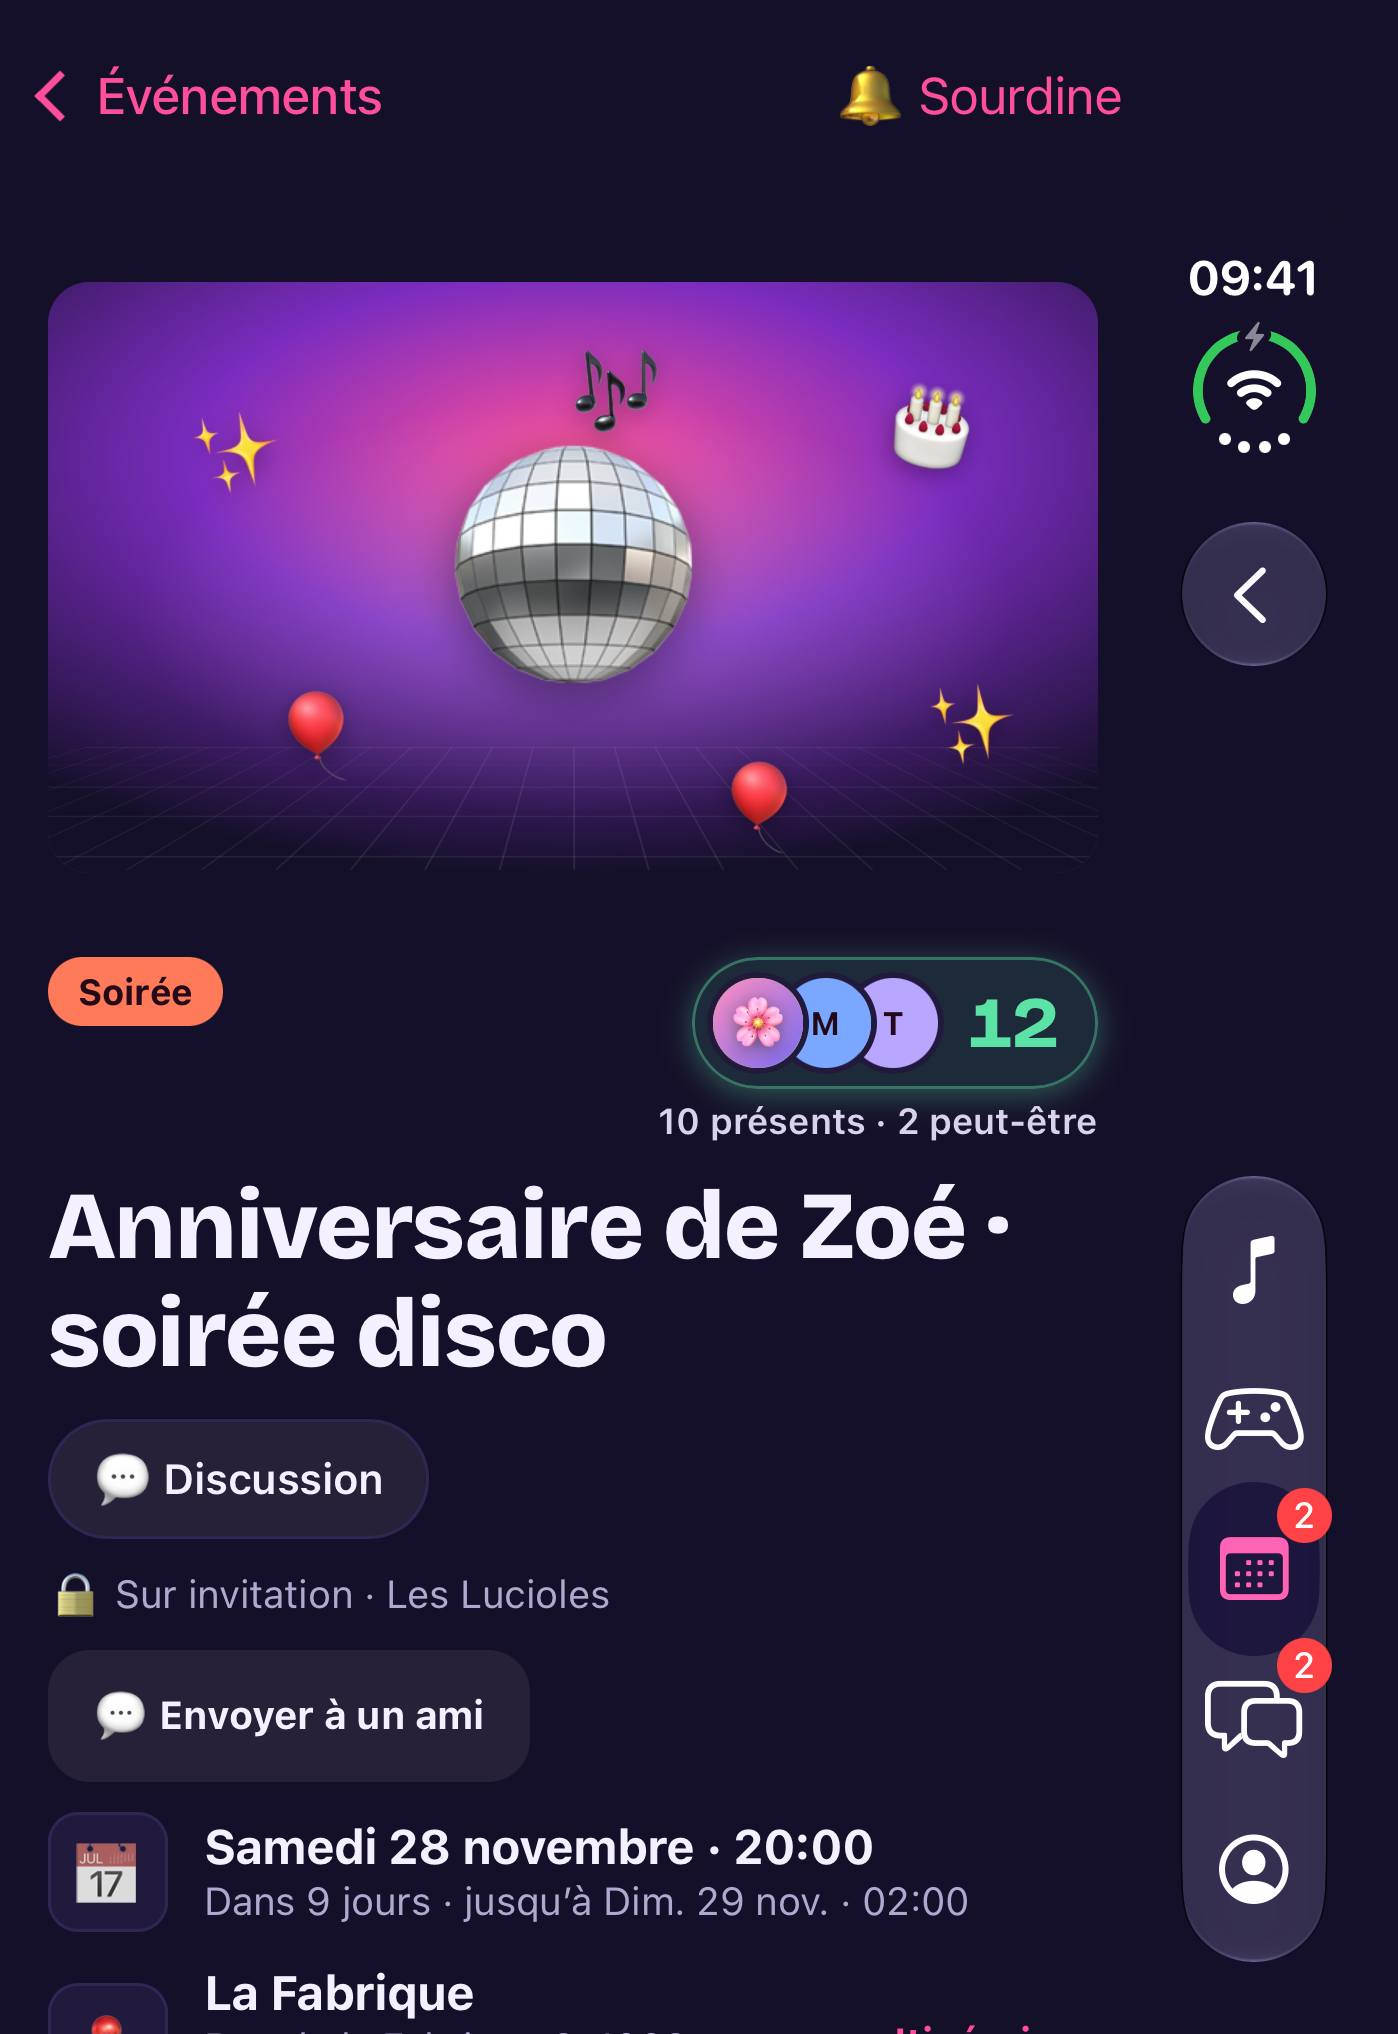 Événements
🔔 Sourdine
09:41
Soirée
M
T
12
10 présents · 2 peut-être
Anniversaire de Zoé ·
soirée disco
💬 Discussion
2
🔒 Sur invitation · Les Lucioles
2
💬 Envoyer à un ami
JUL
17
Samedi 28 novembre · 20:00
Dans 9 jours · jusqu’à Dim. 29 nov. · 02:00
La Fabrique